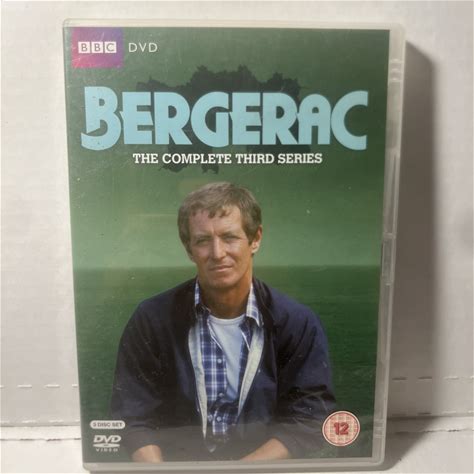 BBC DVD
BERGERAC
THE COMPLETE THIRD SERIES
3 DISC SET
DVD
VIDEO
12